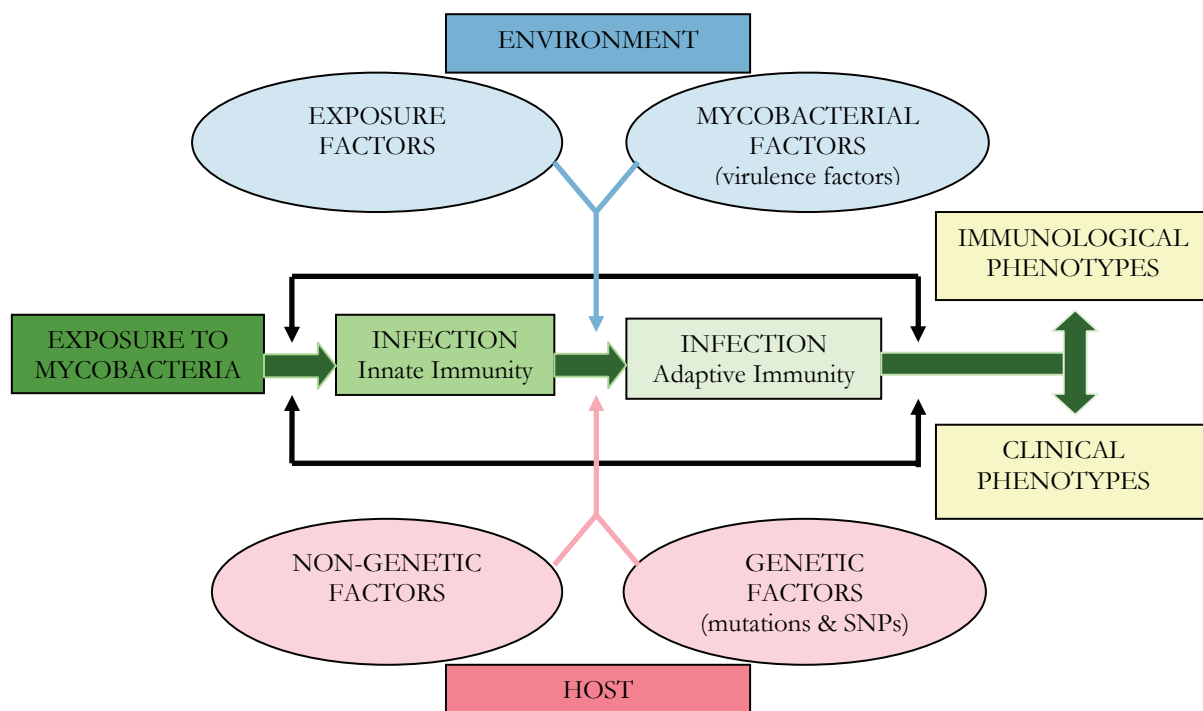 ENVIRONMENT
EXPOSURE
FACTORS
MYCOBACTERIAL
FACTORS
(virulence factors)
IMMUNOLOGICAL
PHENOTYPES
EXPOSURE TO
MYCOBACTERIA
INFECTION
Innate Immunity
INFECTION
Adaptive Immunity
CLINICAL
PHENOTYPES
NON-GENETIC
FACTORS
GENETIC
FACTORS
(mutations & SNPs)
HOST